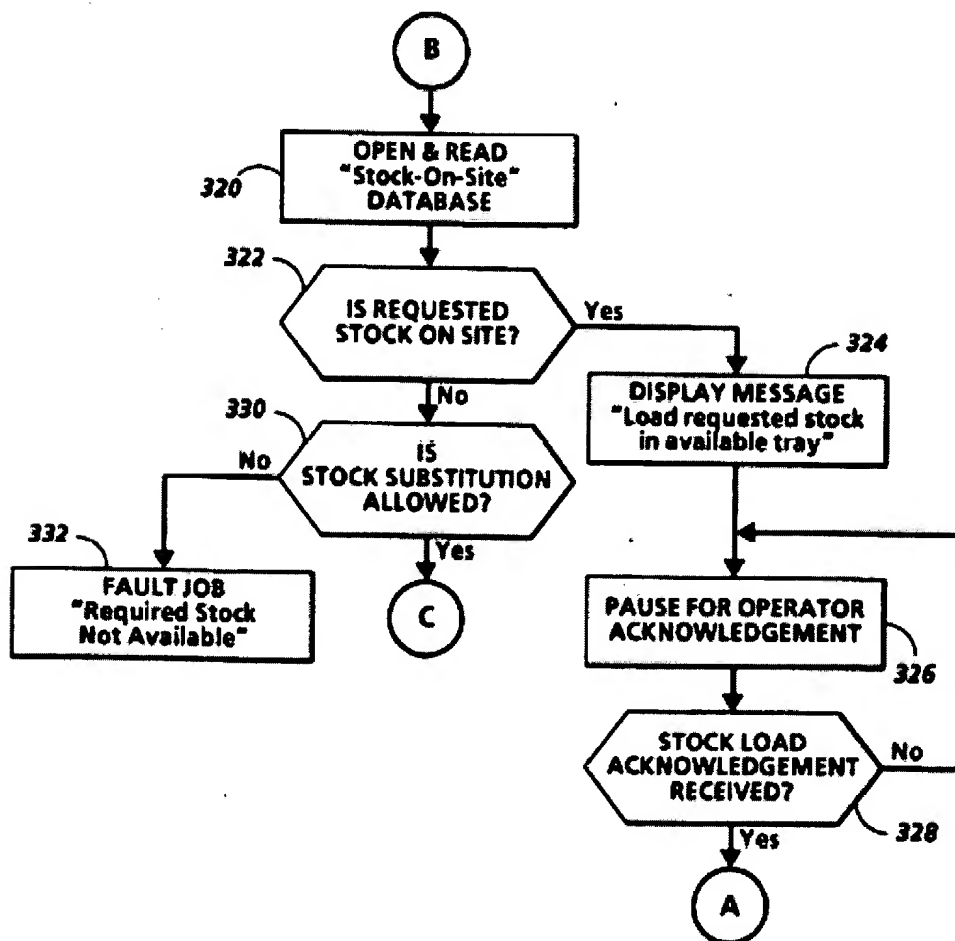 B
OPEN & READ
"Stock-On-Site"
DATABASE
320
322
IS REQUESTED
STOCK ON SITE?
Yes
324
DISPLAY MESSAGE
"Load requested stock
in available tray"
No
330
IS
STOCK SUBSTITUTION
ALLOWED?
No
332
FAULT JOB
"Required Stock
Not Available"
Yes
C
PAUSE FOR OPERATOR
ACKNOWLEDGEMENT
326
STOCK LOAD
ACKNOWLEDGEMENT
RECEIVED?
No
328
Yes
A